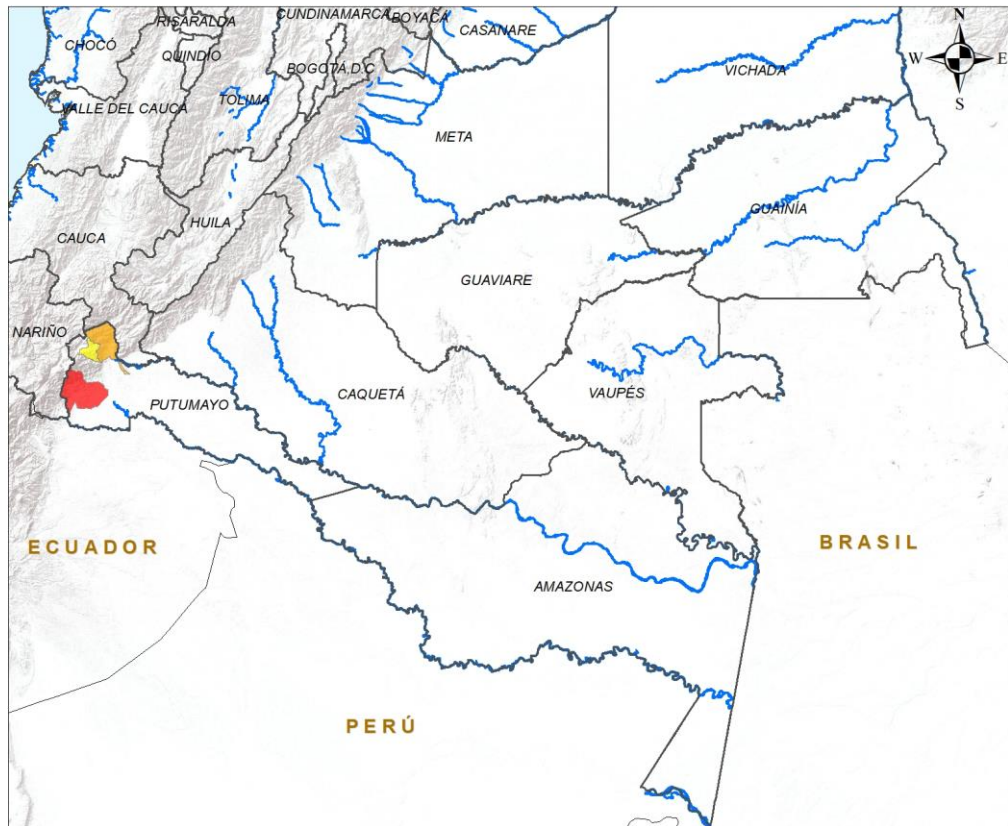 RISARALDA
CUNDINAMARCA
BOYACÁ
CASANARE
CHOCÓ
QUINDÍO
BOGOTÁ D.C
VICHADA
N
W
E
S
VALLE DEL CAUCA
TOLIMA
META
GUAINÍA
HUILA
CAUCA
GUAVIARE
NARIÑO
CAQUETÁ
VAUPÉS
PUTUMAYO
ECUADOR
BRASIL
AMAZONAS
PERÚ